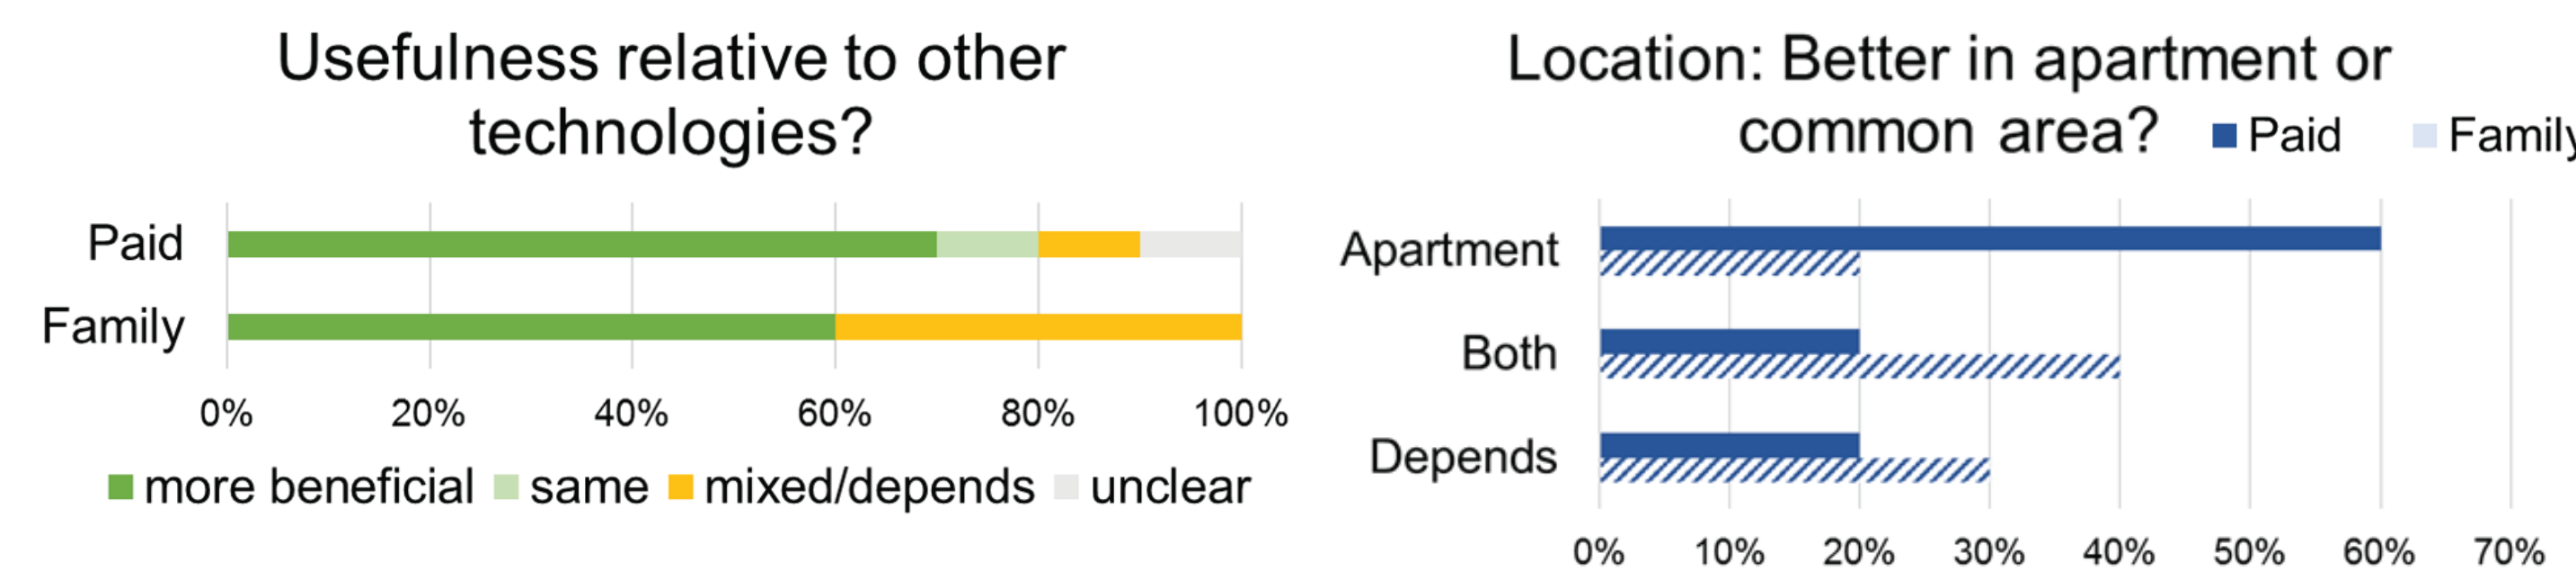 Usefulness relative to other
technologies?
Paid
Family
0% 20% 40% 60% 80% 100%
more beneficial same mixed/depends unclear
Location: Better in apartment or
common area?
Paid Family
Apartment
Both
Depends
0% 10% 20% 30% 40% 50% 60% 70%